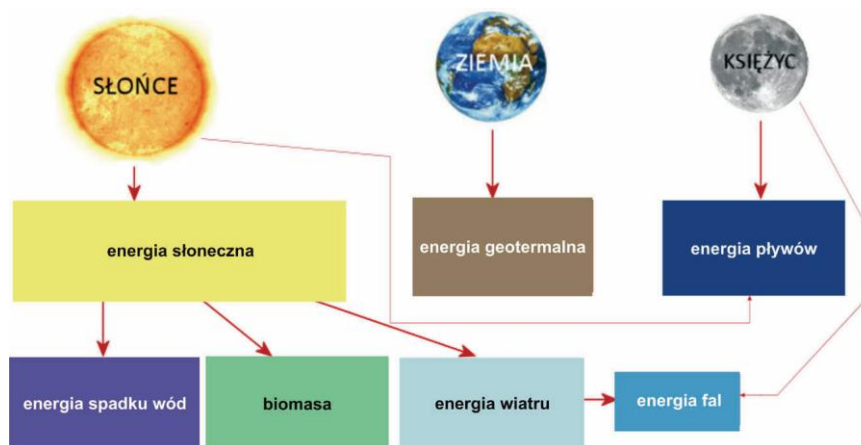 SŁOŃCE
ZIEMIA
KSIĘŻYC
energia słoneczna
energia geotermalna
energia pływów
energia spadku wód
biomasa
energia wiatru
energia fal